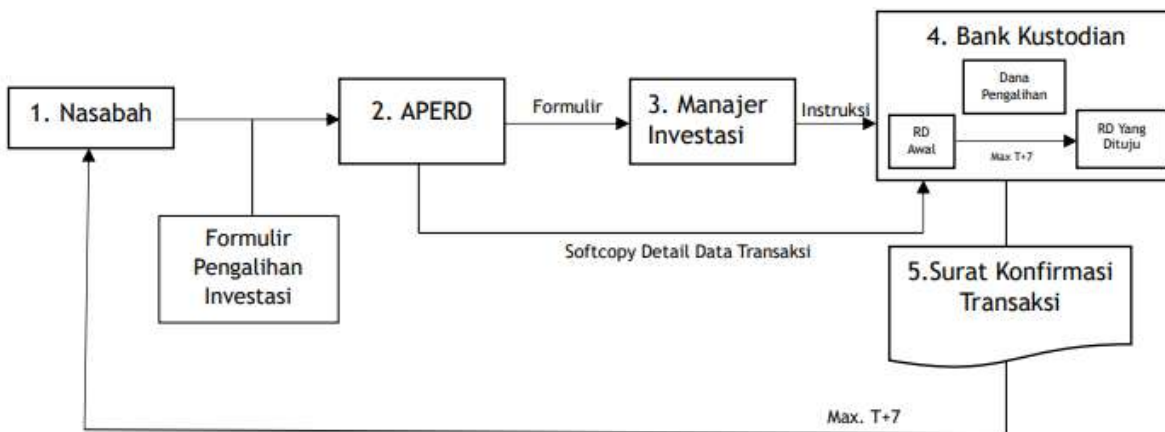 1. Nasabah
Formulir
Pengalihan
Investasi
2. APERD
Formulir
3. Manajer
Investasi
Instruksi
4. Bank Kustodian
Dana
Pengalihan
RD
Awal
Max T+7
RD Yang
Dituju
Softcopy Detail Data Transaksi
5.Surat Konfirmasi
Transaksi
Max. T+7